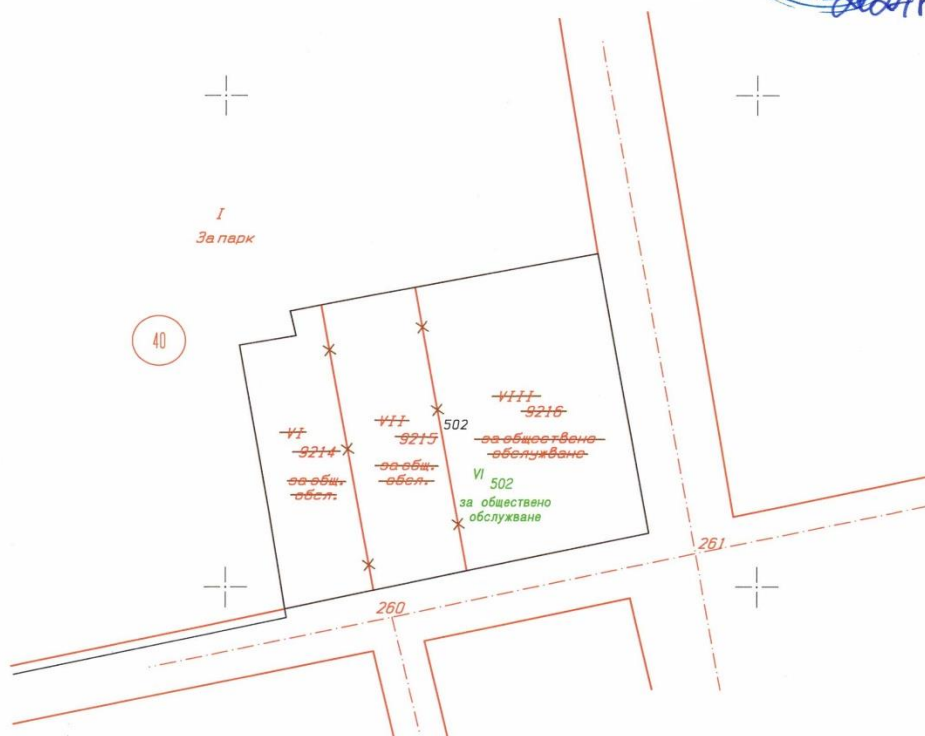 I
За парк
40
VIII
9216
за обществено
обслужване
VII
9215
за общ.
обсл.
502
VI
9214
за общ.
обсл.
VI
502
за обществено
обслужване
261
260